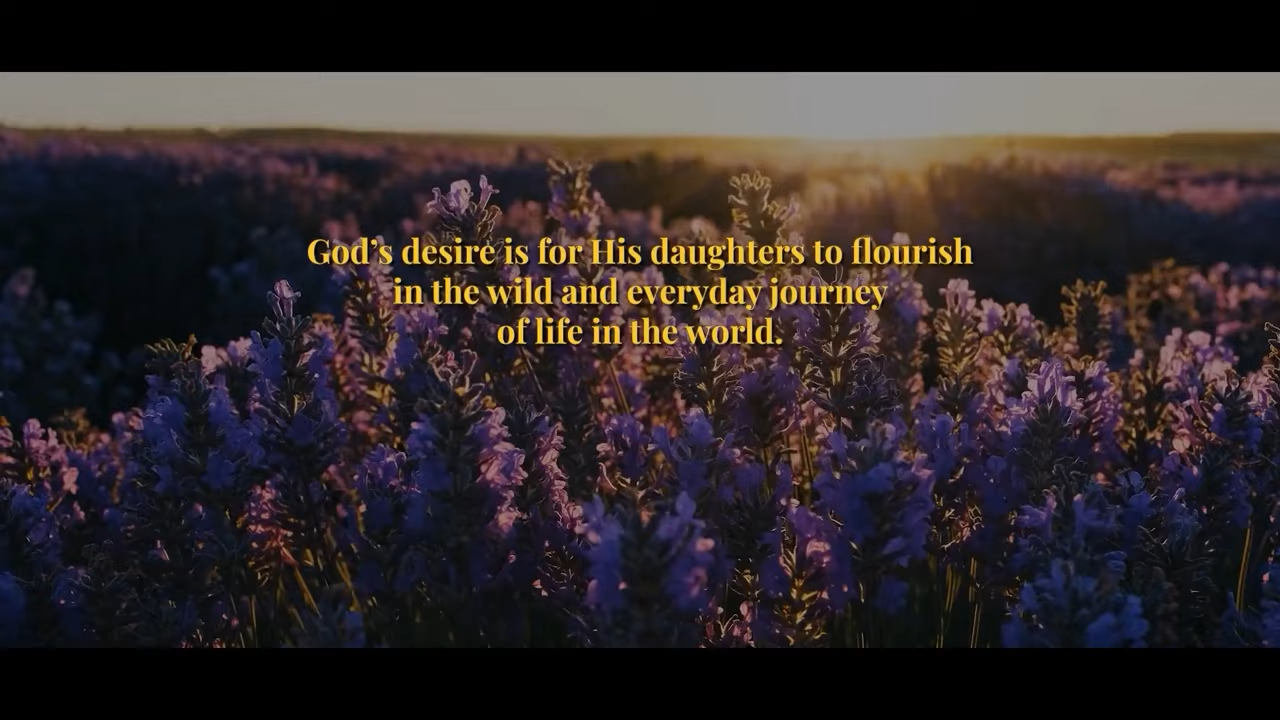 God’s desire is for His daughters to flourish
in the wild and everyday journey
of life in the world.